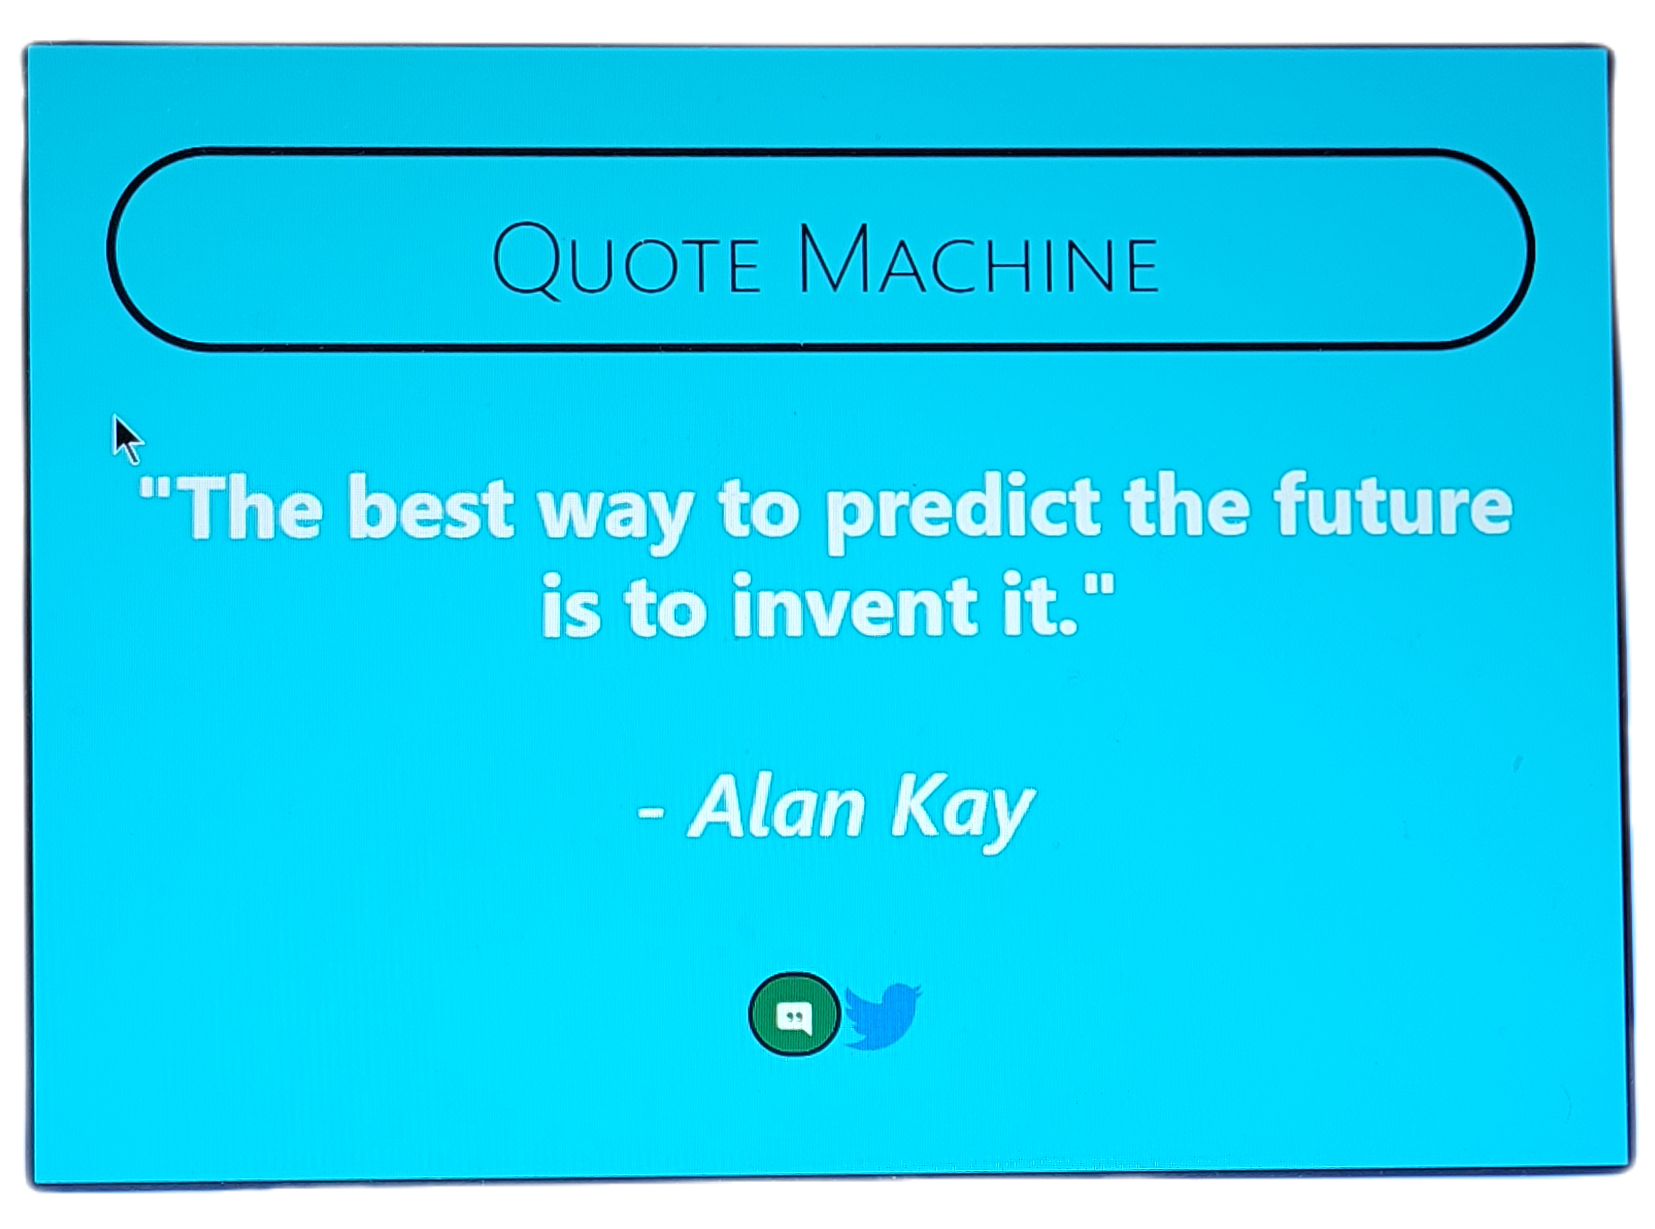 Quote Machine
"The best way to predict the future
is to invent it."
- Alan Kay